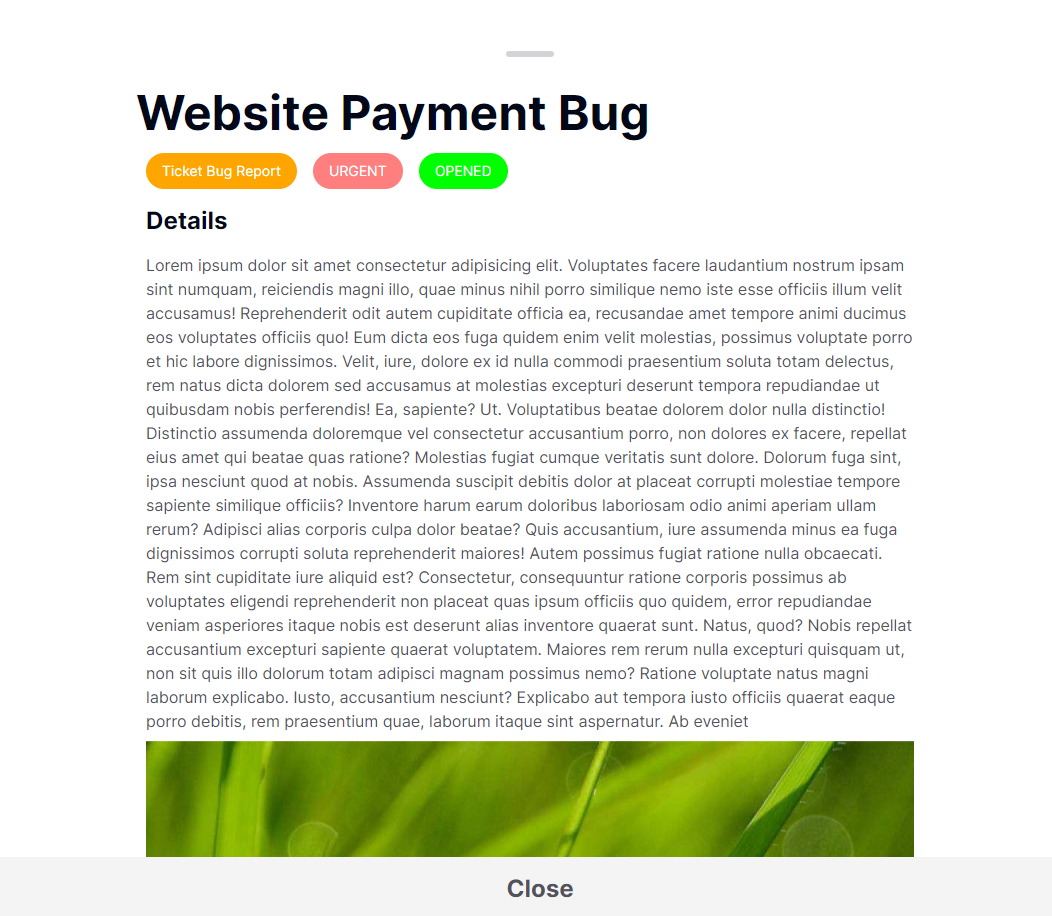 Website Payment Bug
Ticket Bug Report URGENT OPENED
Details
Lorem ipsum dolor sit amet consectetur adipisicing elit. Voluptates facere laudantium nostrum ipsam
sint numquam, reiciendis magni illo, quae minus nihil porro similique nemo iste esse officiis illum velit
accusamus! Reprehenderit odit autem cupiditate officia ea, recusandae amet tempore animi ducimus
eos voluptates officiis quo! Eum dicta eos fuga quidem enim velit molestias, possimus voluptate porro
et hic labore dignissimos. Velit, iure, dolore ex id nulla commodi praesentium soluta totam delectus,
rem natus dicta dolorem sed accusamus at molestias excepturi deserunt tempora repudiandae ut
quibusdam nobis perferendis! Ea, sapiente? Ut. Voluptatibus beatae dolorem dolor nulla distinctio!
Distinctio assumenda doloremque vel consectetur accusantium porro, non dolores ex facere, repellat
eius amet qui beatae quas ratione? Molestias fugiat cumque veritatis sunt dolore. Dolorum fuga sint,
ipsa nesciunt quod at nobis. Assumenda suscipit debitis dolor at placeat corrupti molestiae tempore
sapiente similique officiis? Inventore harum earum doloribus laboriosam odio animi aperiam ullam
rerum? Adipisci alias corporis culpa dolor beatae? Quis accusantium, iure assumenda minus ea fuga
dignissimos corrupti soluta reprehenderit maiores! Autem possimus fugiat ratione nulla obcaecati.
Rem sint cupiditate iure aliquid est? Consectetur, consequuntur ratione corporis possimus ab
voluptates eligendi reprehenderit non placeat quas ipsum officiis quo quidem, error repudiandae
veniam asperiores itaque nobis est deserunt alias inventore quaerat sunt. Natus, quod? Nobis repellat
accusantium excepturi sapiente quaerat voluptatem. Maiores rem rerum nulla excepturi quisquam ut,
non sit quis illo dolorum totam adipisci magnam possimus nemo? Ratione voluptate natus magni
laborum explicabo. Iusto, accusantium nesciunt? Explicabo aut tempora iusto officiis quaerat eaque
porro debitis, rem praesentium quae, laborum itaque sint aspernatur. Ab eveniet
Close